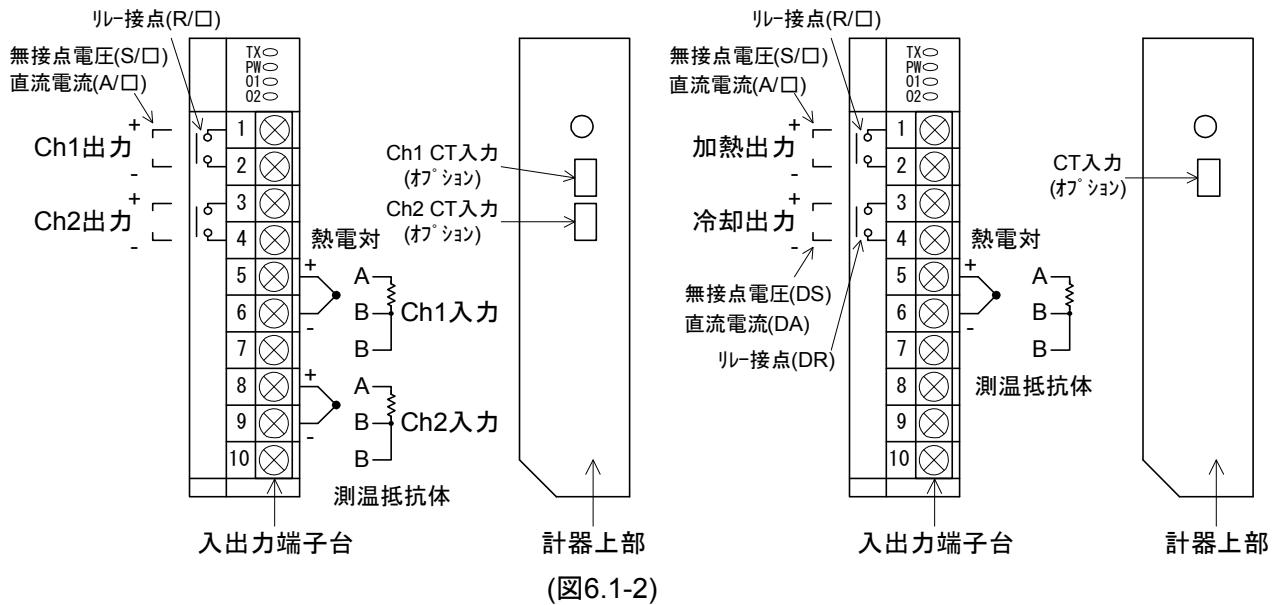 リレー接点(R/□)
無接点電圧(S/□)
直流電流(A/□)
TX
PW
01
02
+
Ch1出力
-
+
Ch2出力
-
1
2
3
4
5
6
7
8
9
10
熱電対
+
-
A
B
B
Ch1入力
+
-
A
B
B
Ch2入力
測温抵抗体
入出力端子台
Ch1 CT入力
(オプション)
Ch2 CT入力
(オプション)
計器上部
リレー接点(R/□)
無接点電圧(S/□)
直流電流(A/□)
TX
PW
01
02
+
加熱出力
-
+
冷却出力
-
無接点電圧(DS)
直流電流(DA)
リレー接点(DR)
1
2
3
4
5
6
7
8
9
10
熱電対
+
-
A
B
B
測温抵抗体
入出力端子台
CT入力
(オプション)
計器上部
(図6.1-2)